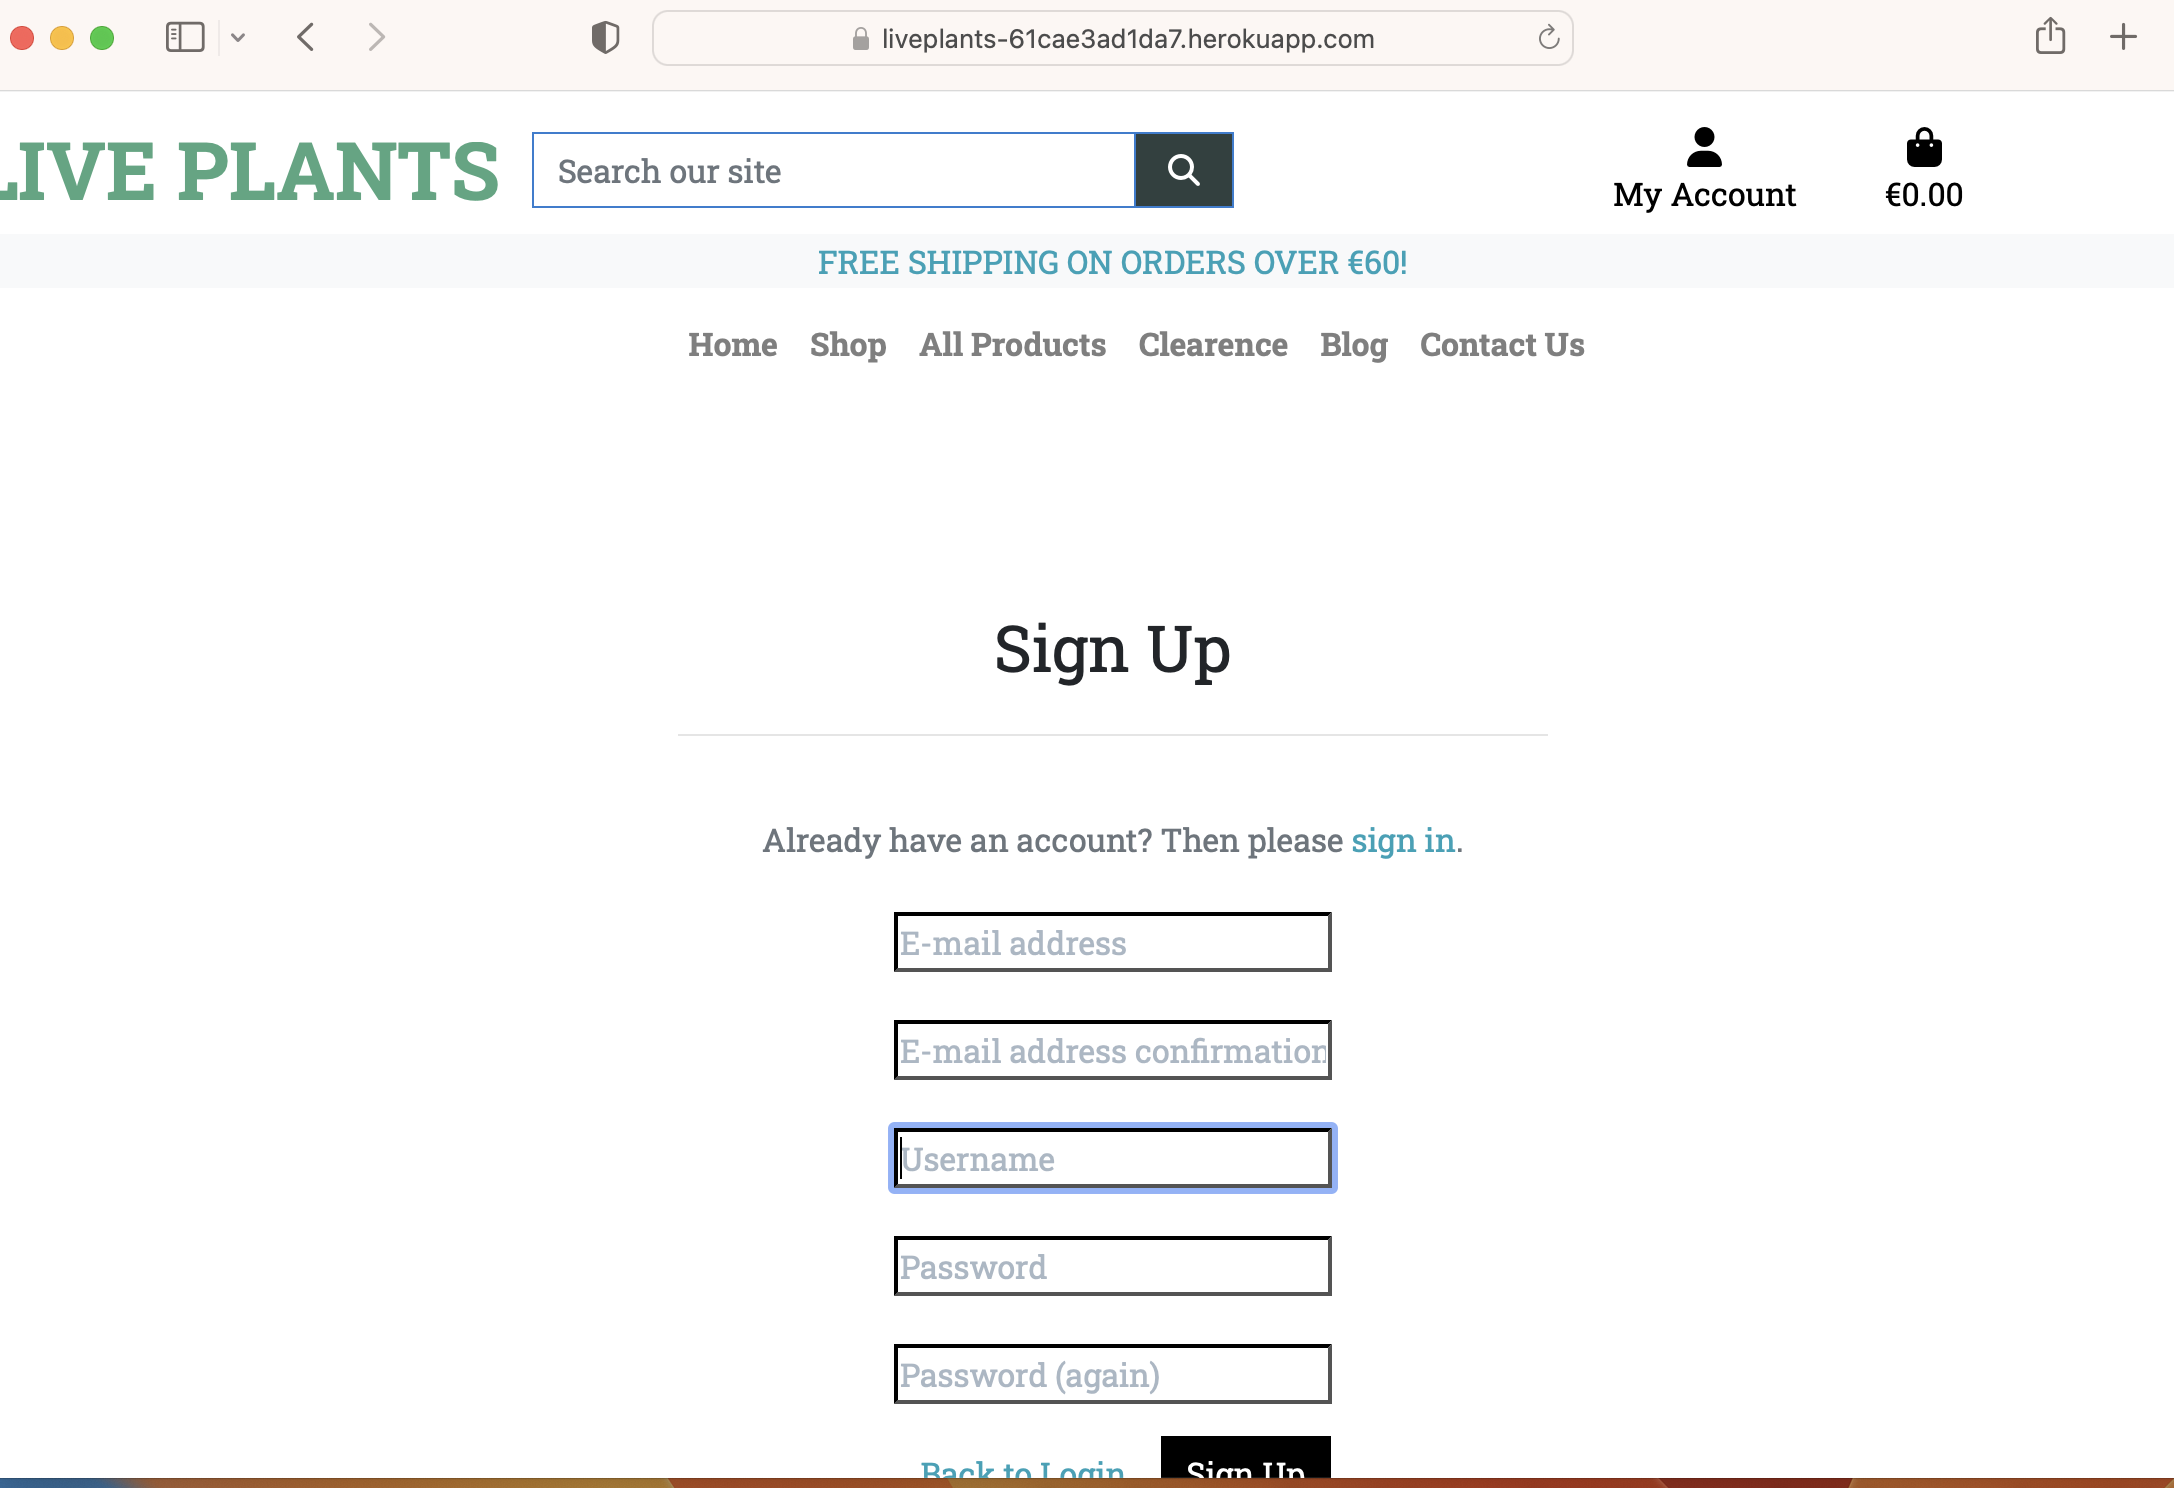 liveplants-61cae3ad1da7.herokuapp.com
LIVE PLANTS
Search our site
My Account
€0.00
FREE SHIPPING ON ORDERS OVER €60!
Home Shop All Products Clearence Blog Contact Us
Sign Up
Already have an account? Then please sign in.
E-mail address
E-mail address confirmation
Username
Password
Password (again)
Back to Login Sign Up